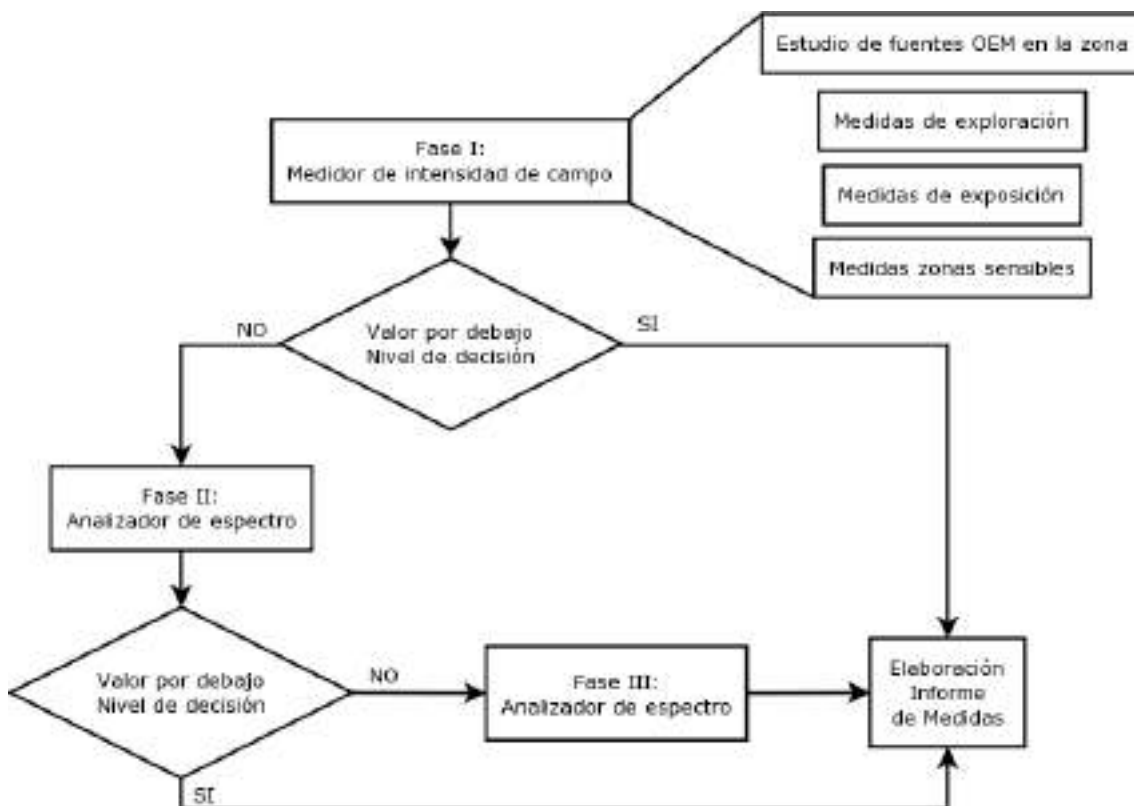 Estudio de fuentes OEM en la zona
Medidas de exploración
Fase I:
Medidor de intensidad de campo
Medidas de exposición
Medidas zonas sensibles
NO
Valor por debajo
Nivel de decisión
SI
Fase II:
Analizador de espectro
Valor por debajo
Nivel de decisión
NO
Fase III:
Analizador de espectro
Elaboración
Informe
de Medidas
SI